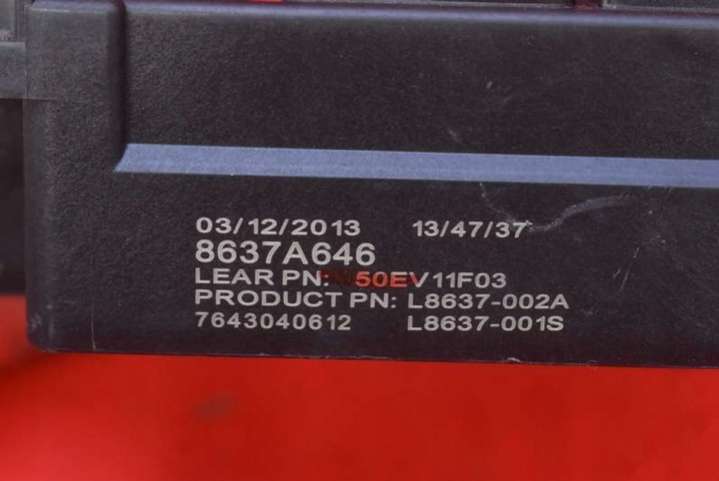 03/12/2013 13/47/37
8637A646
LEAR PN: 50EV11F03
PRODUCT PN: L8637-002A
7643040612 L8637-001S